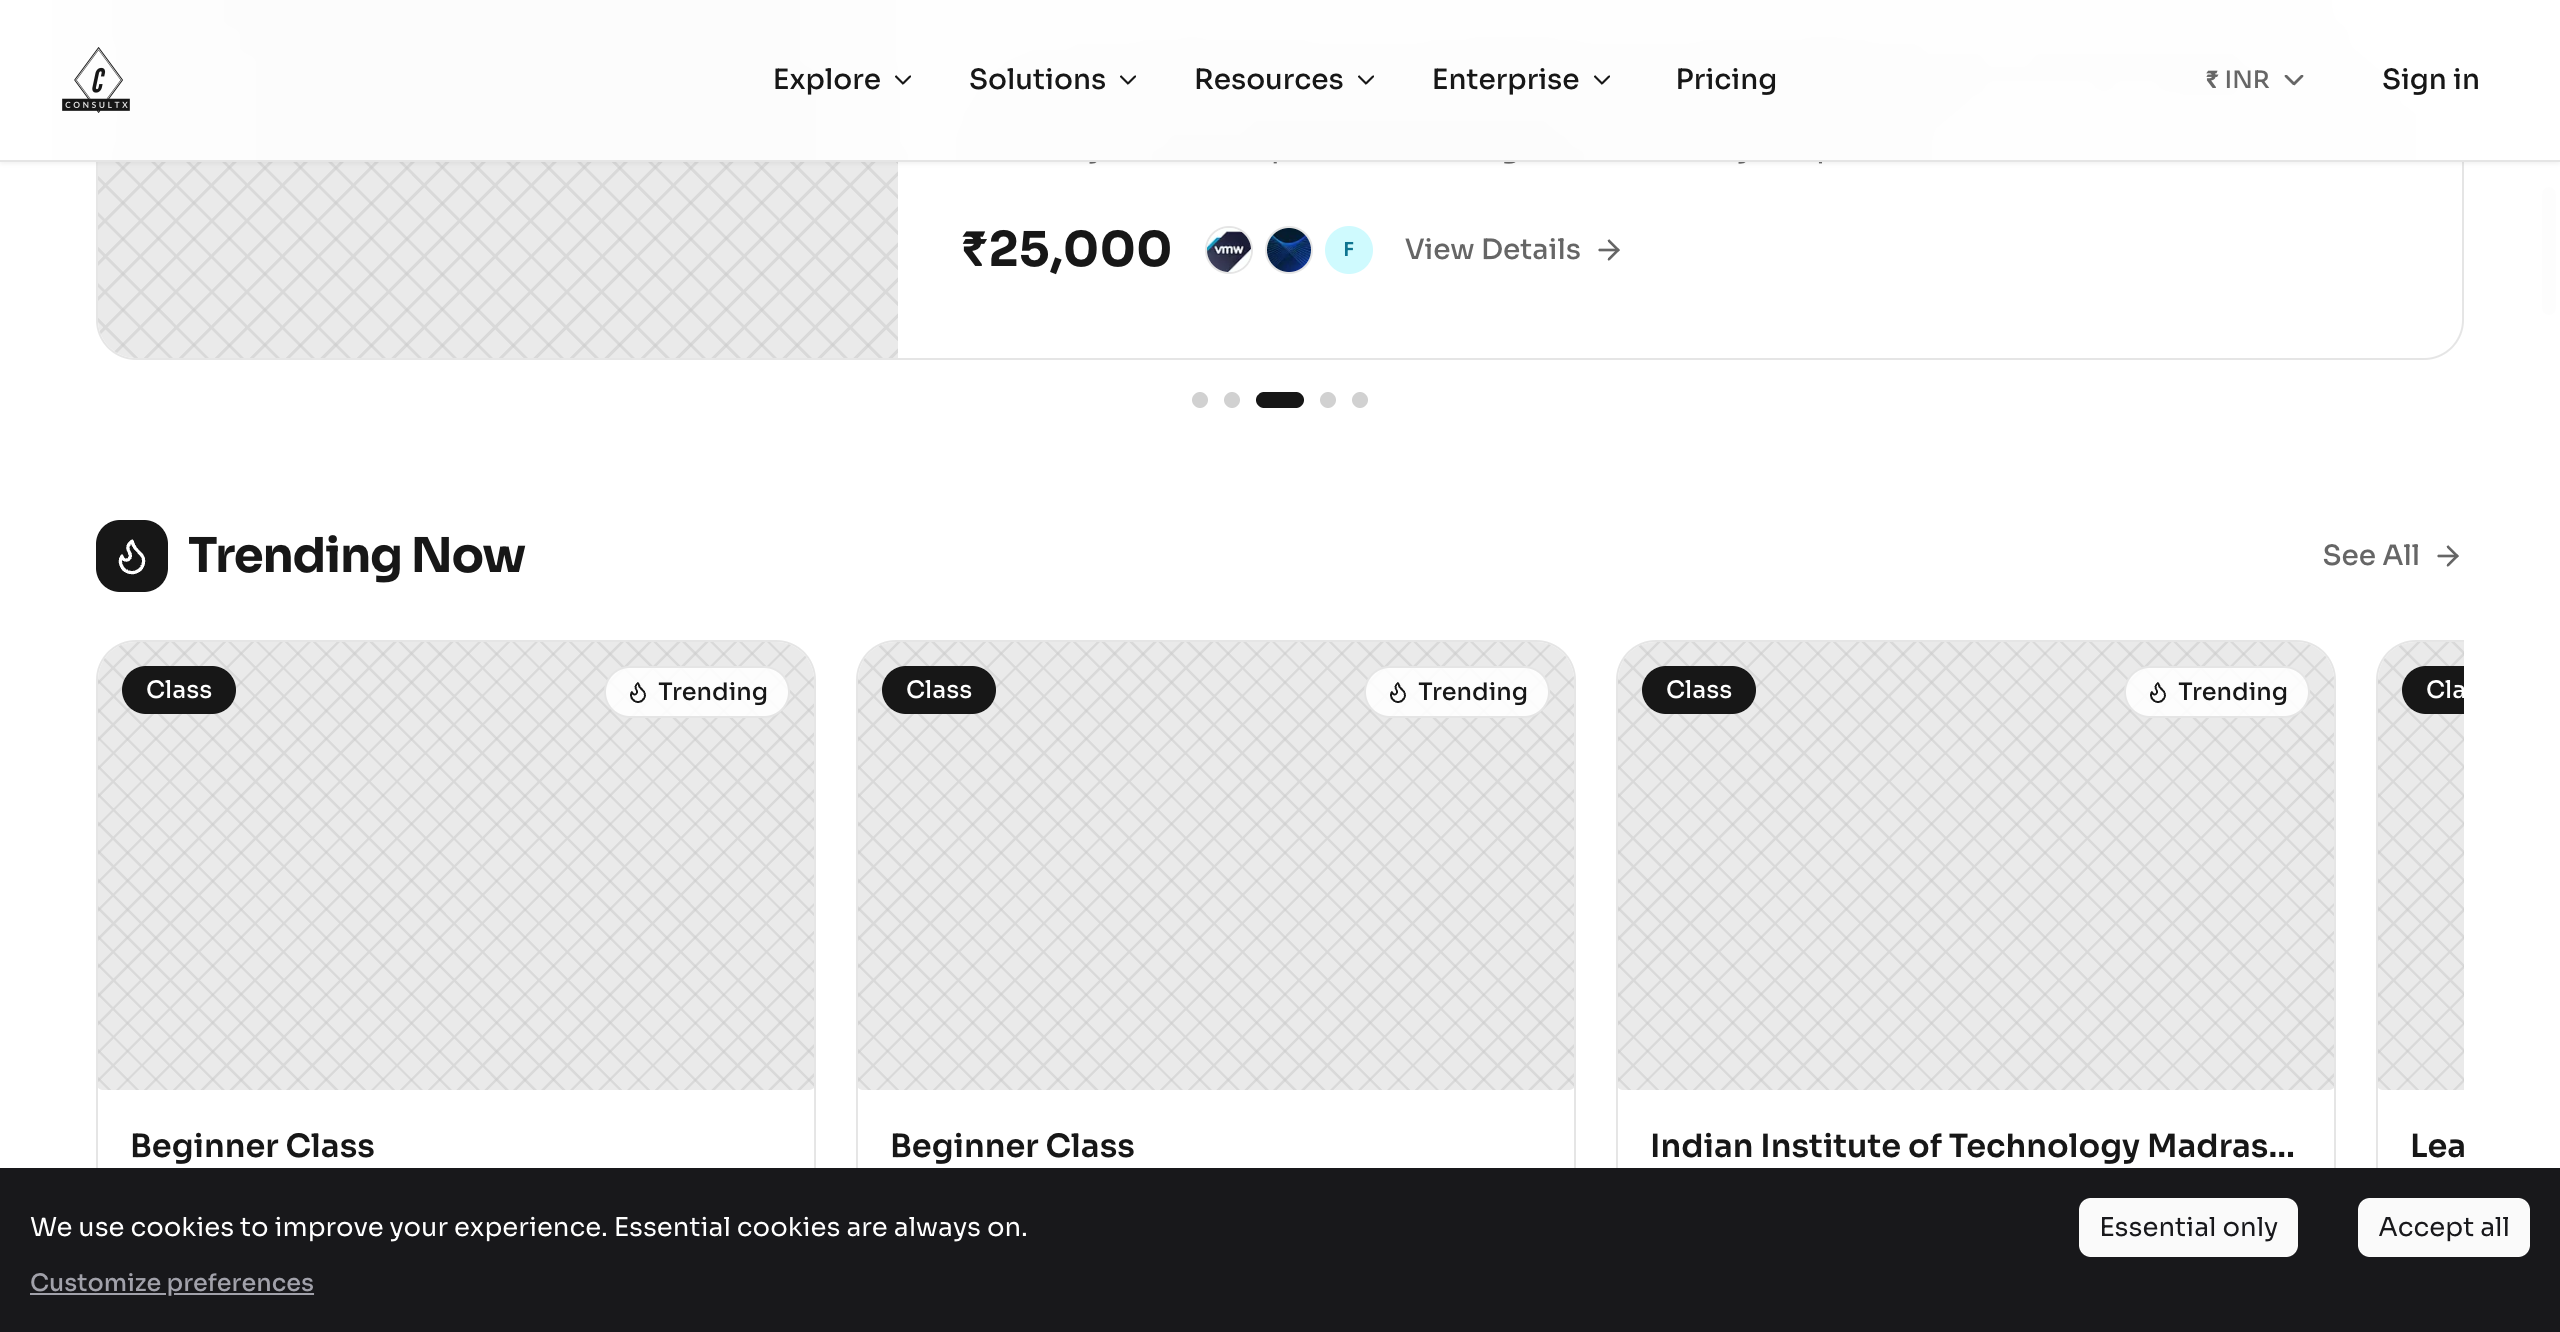 C
CONSULTX
Explore
Solutions
Resources
Enterprise
Pricing
₹ INR
Sign in
₹25,000
vmw
F
View Details
Trending Now
See All
Class
Trending
Class
Trending
Class
Trending
Cla
Beginner Class
Beginner Class
Indian Institute of Technology Madras...
Lea
We use cookies to improve your experience. Essential cookies are always on.
Essential only
Accept all
Customize preferences